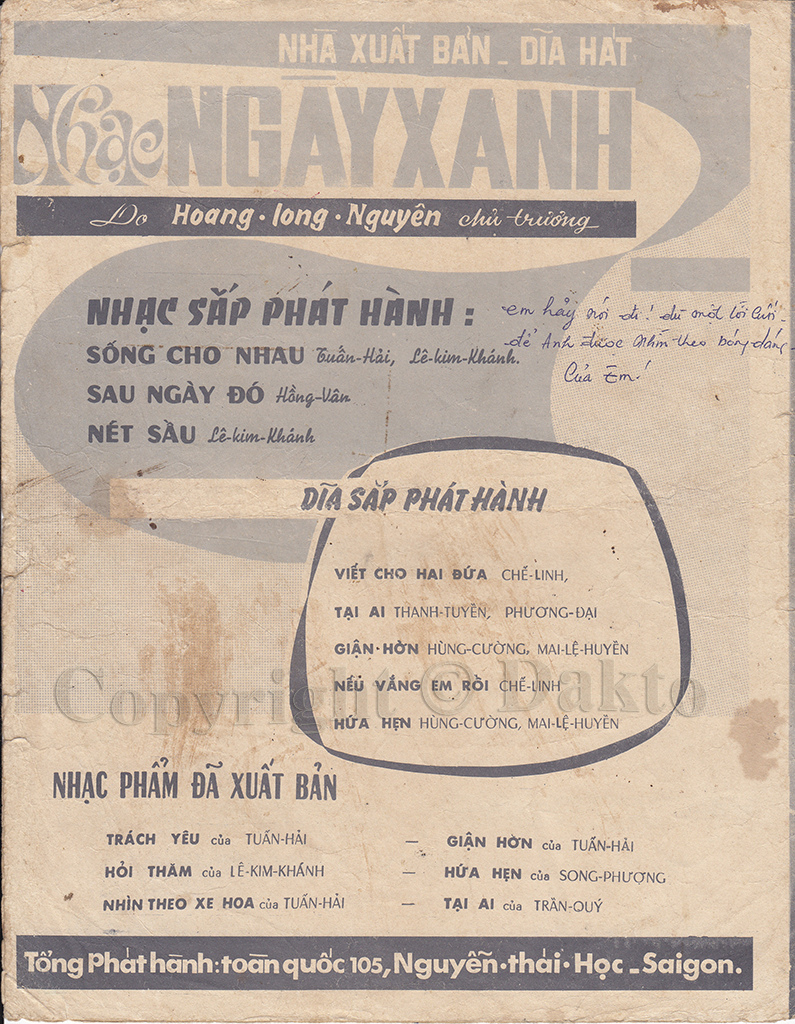 NHÀ XUẤT BẢN - DĨA HÁT
Nhạc NGÀY XANH
Do Hoang · long · Nguyên chủ trương
NHẠC SẮP PHÁT HÀNH :
SỐNG CHO NHAU Tuấn-Hải, Lê-kim-Khánh.
SAU NGÀY ĐÓ Hồng-Vân
NÉT SẦU Lê-kim-Khánh
em hảy nói đi! dù một lời cuối -
để Anh được Nhìn theo bóng dáng -
Của Em!
DĨA SẮP PHÁT HÀNH
VIẾT CHO HAI ĐỨA CHẾ-LINH,
TẠI AI THANH-TUYỀN, PHƯƠNG-ĐẠI
GIẬN · HỜN HÙNG-CƯỜNG, MAI-LỆ-HUYỀN
NẾU VẮNG EM RỒI CHẾ-LINH
HỨA HẸN HÙNG-CƯỜNG, MAI-LỆ-HUYỀN
Copyright © Dakto
NHẠC PHẨM ĐÃ XUẤT BẢN
TRÁCH YÊU của TUẤN-HẢI — GIẬN HỜN của TUẤN-HẢI
HỎI THĂM của LÊ-KIM-KHÁNH — HỨA HẸN của SONG-PHƯỢNG
NHÌN THEO XE HOA của TUẤN-HẢI — TẠI AI của TRẦN-QUÝ
Tổng Phát hành: toàn quốc 105, Nguyễn · thái · Học - Saigon.